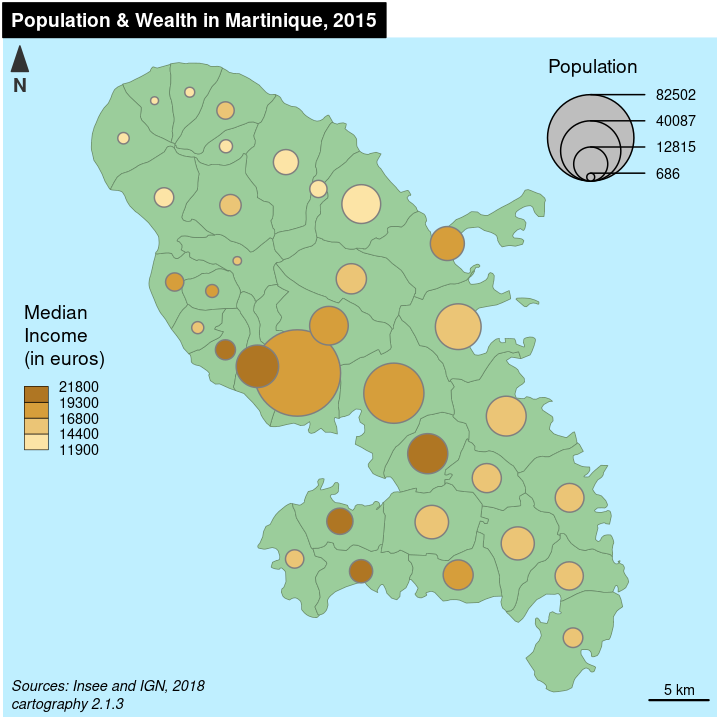 Population & Wealth in Martinique, 2015
N
Population
82502
40087
12815
686
Median
Income
(in euros)
21800
19300
16800
14400
11900
Sources: Insee and IGN, 2018
cartography 2.1.3
5 km